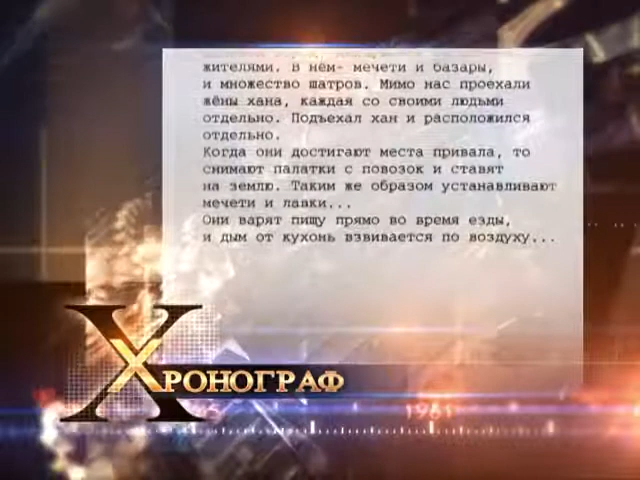 жителями. в нём- мечети и базары,
и множество шатров. Мимо нас проехали
жёны хана, каждая со своими людьми
отдельно. Подъехал хан и расположился
отдельно.
Когда они достигают места привала, то
снимают палатки с повозок и ставят
на землю. Таким же образом устанавливают
мечети и лавки...
Они варят пищу прямо во время езды,
и дым от кухонь взвивается по воздуху...
ХРОНОГРАФ
1961